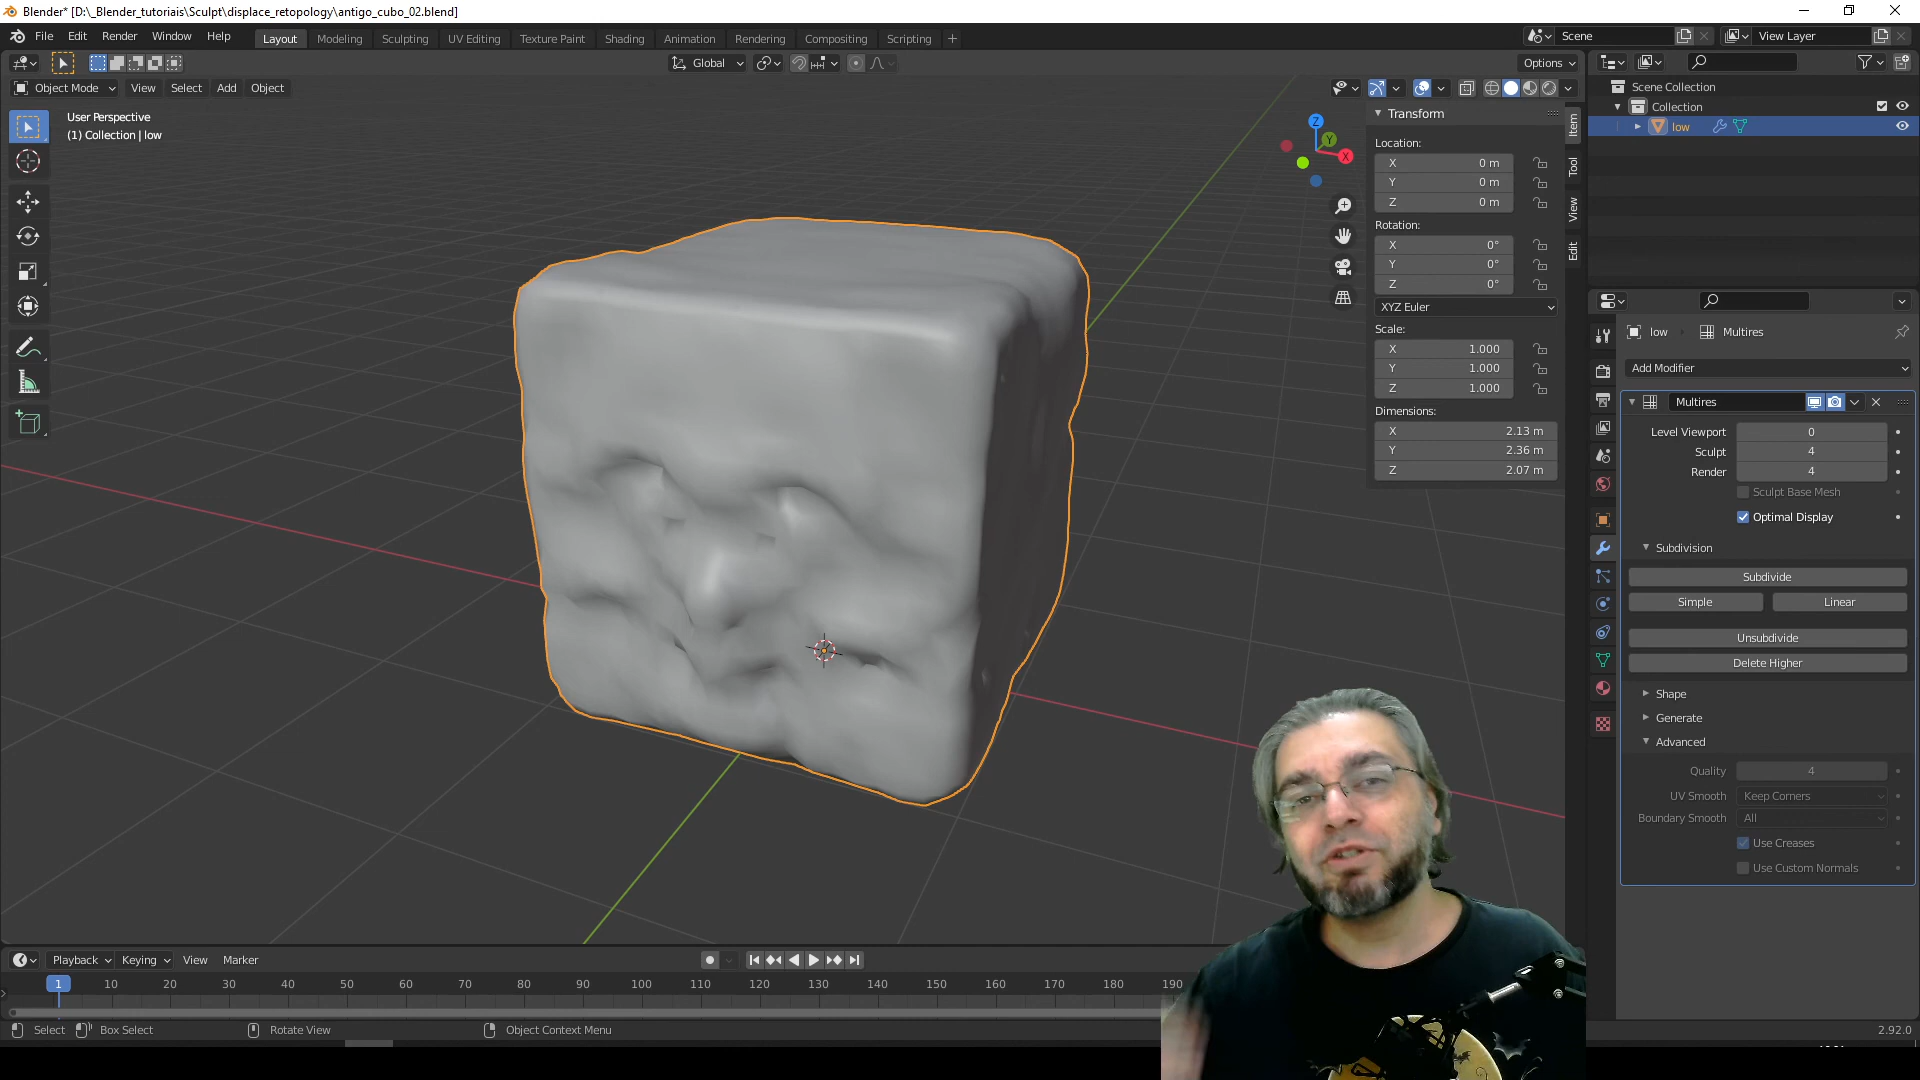 Blender* [D:\_Blender_tutoriais\Sculpt\displace_retopology\antigo_cubo_02.blend]
File Edit Render Window Help Layout Modeling Sculpting UV Editing Texture Paint Shading Animation Rendering Compositing Scripting + Scene View Layer
Global Options
Object Mode View Select Add Object
User Perspective
(1) Collection | low
Z
Y
X
Transform
Location:
X 0 m
Y 0 m
Z 0 m
Rotation:
X 0°
Y 0°
Z 0°
XYZ Euler
Scale:
X 1.000
Y 1.000
Z 1.000
Dimensions:
X 2.13 m
Y 2.36 m
Z 2.07 m
Item
Tool
View
Edit
Scene Collection
Collection
low
low Multires
Add Modifier
Multires
Level Viewport 0
Sculpt 4
Render 4
Sculpt Base Mesh
Optimal Display
Subdivision
Subdivide
Simple Linear
Unsubdivide
Delete Higher
Shape
Generate
Advanced
Quality 4
UV Smooth Keep Corners
Boundary Smooth All
Use Creases
Use Custom Normals
Playback Keying View Marker
1 10 20 30 40 50 60 70 80 90 100 110 120 130 140 150 160 170 180 190
Select Box Select Rotate View Object Context Menu 2.92.0